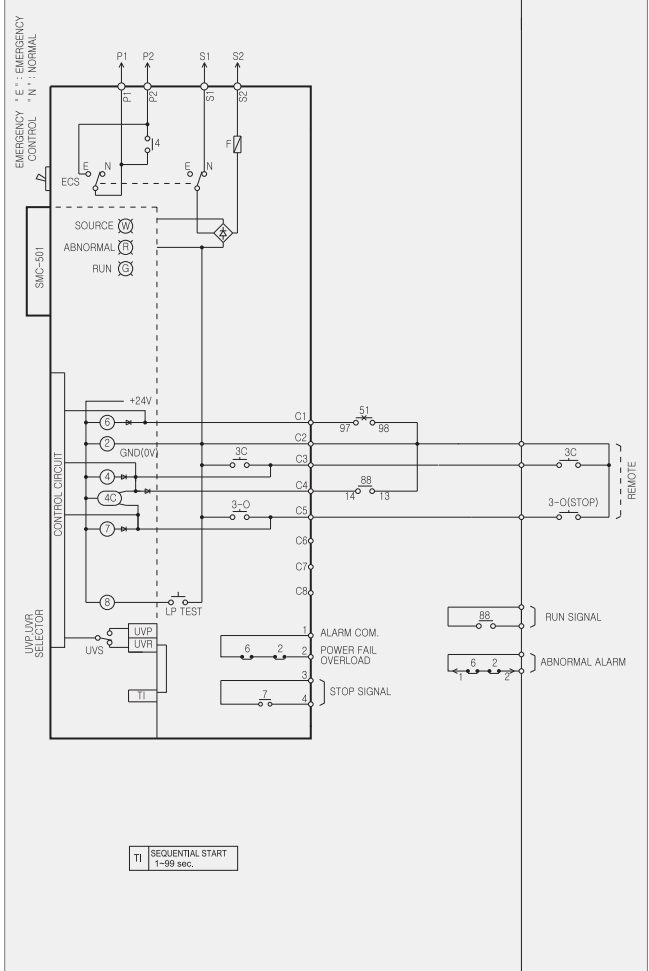 EMERGENCY "E": EMERGENCY
CONTROL "N": NORMAL
P1
P2
S1
S2
P1
P2
S1
S2
4
F
E
N
ECS
E
N
SOURCE
W
ABNORMAL
R
RUN
G
SMC-501
CONTROL CIRCUIT
+24V
6
2
GND(0V)
4
4C
7
8
3C
3-O
LP TEST
C1
C2
C3
C4
C5
C6
C7
C8
51
97
98
88
14
13
3C
3-O(STOP)
REMOTE
UVP,UVR
SELECTOR
UVS
UVP
UVR
TI
1
ALARM COM.
6
2
2
POWER FAIL
OVERLOAD
3
7
4
STOP SIGNAL
88
RUN SIGNAL
6
2
1
2
ABNORMAL ALARM
TI
SEQUENTIAL START
1~99 sec.